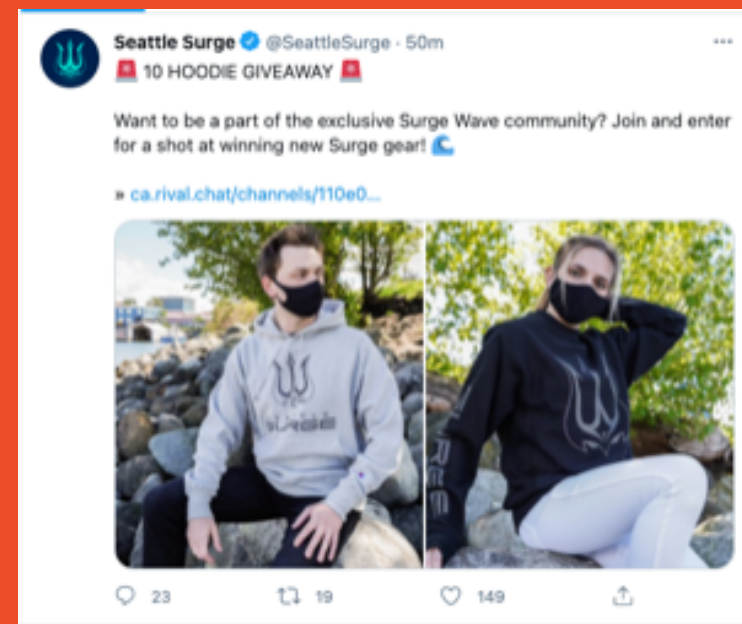 Seattle Surge @SeattleSurge · 50m
🚨 10 HOODIE GIVEAWAY 🚨
Want to be a part of the exclusive Surge Wave community? Join and enter
for a shot at winning new Surge gear! 🌊
» ca.rival.chat/channels/110e0...
23 19 149